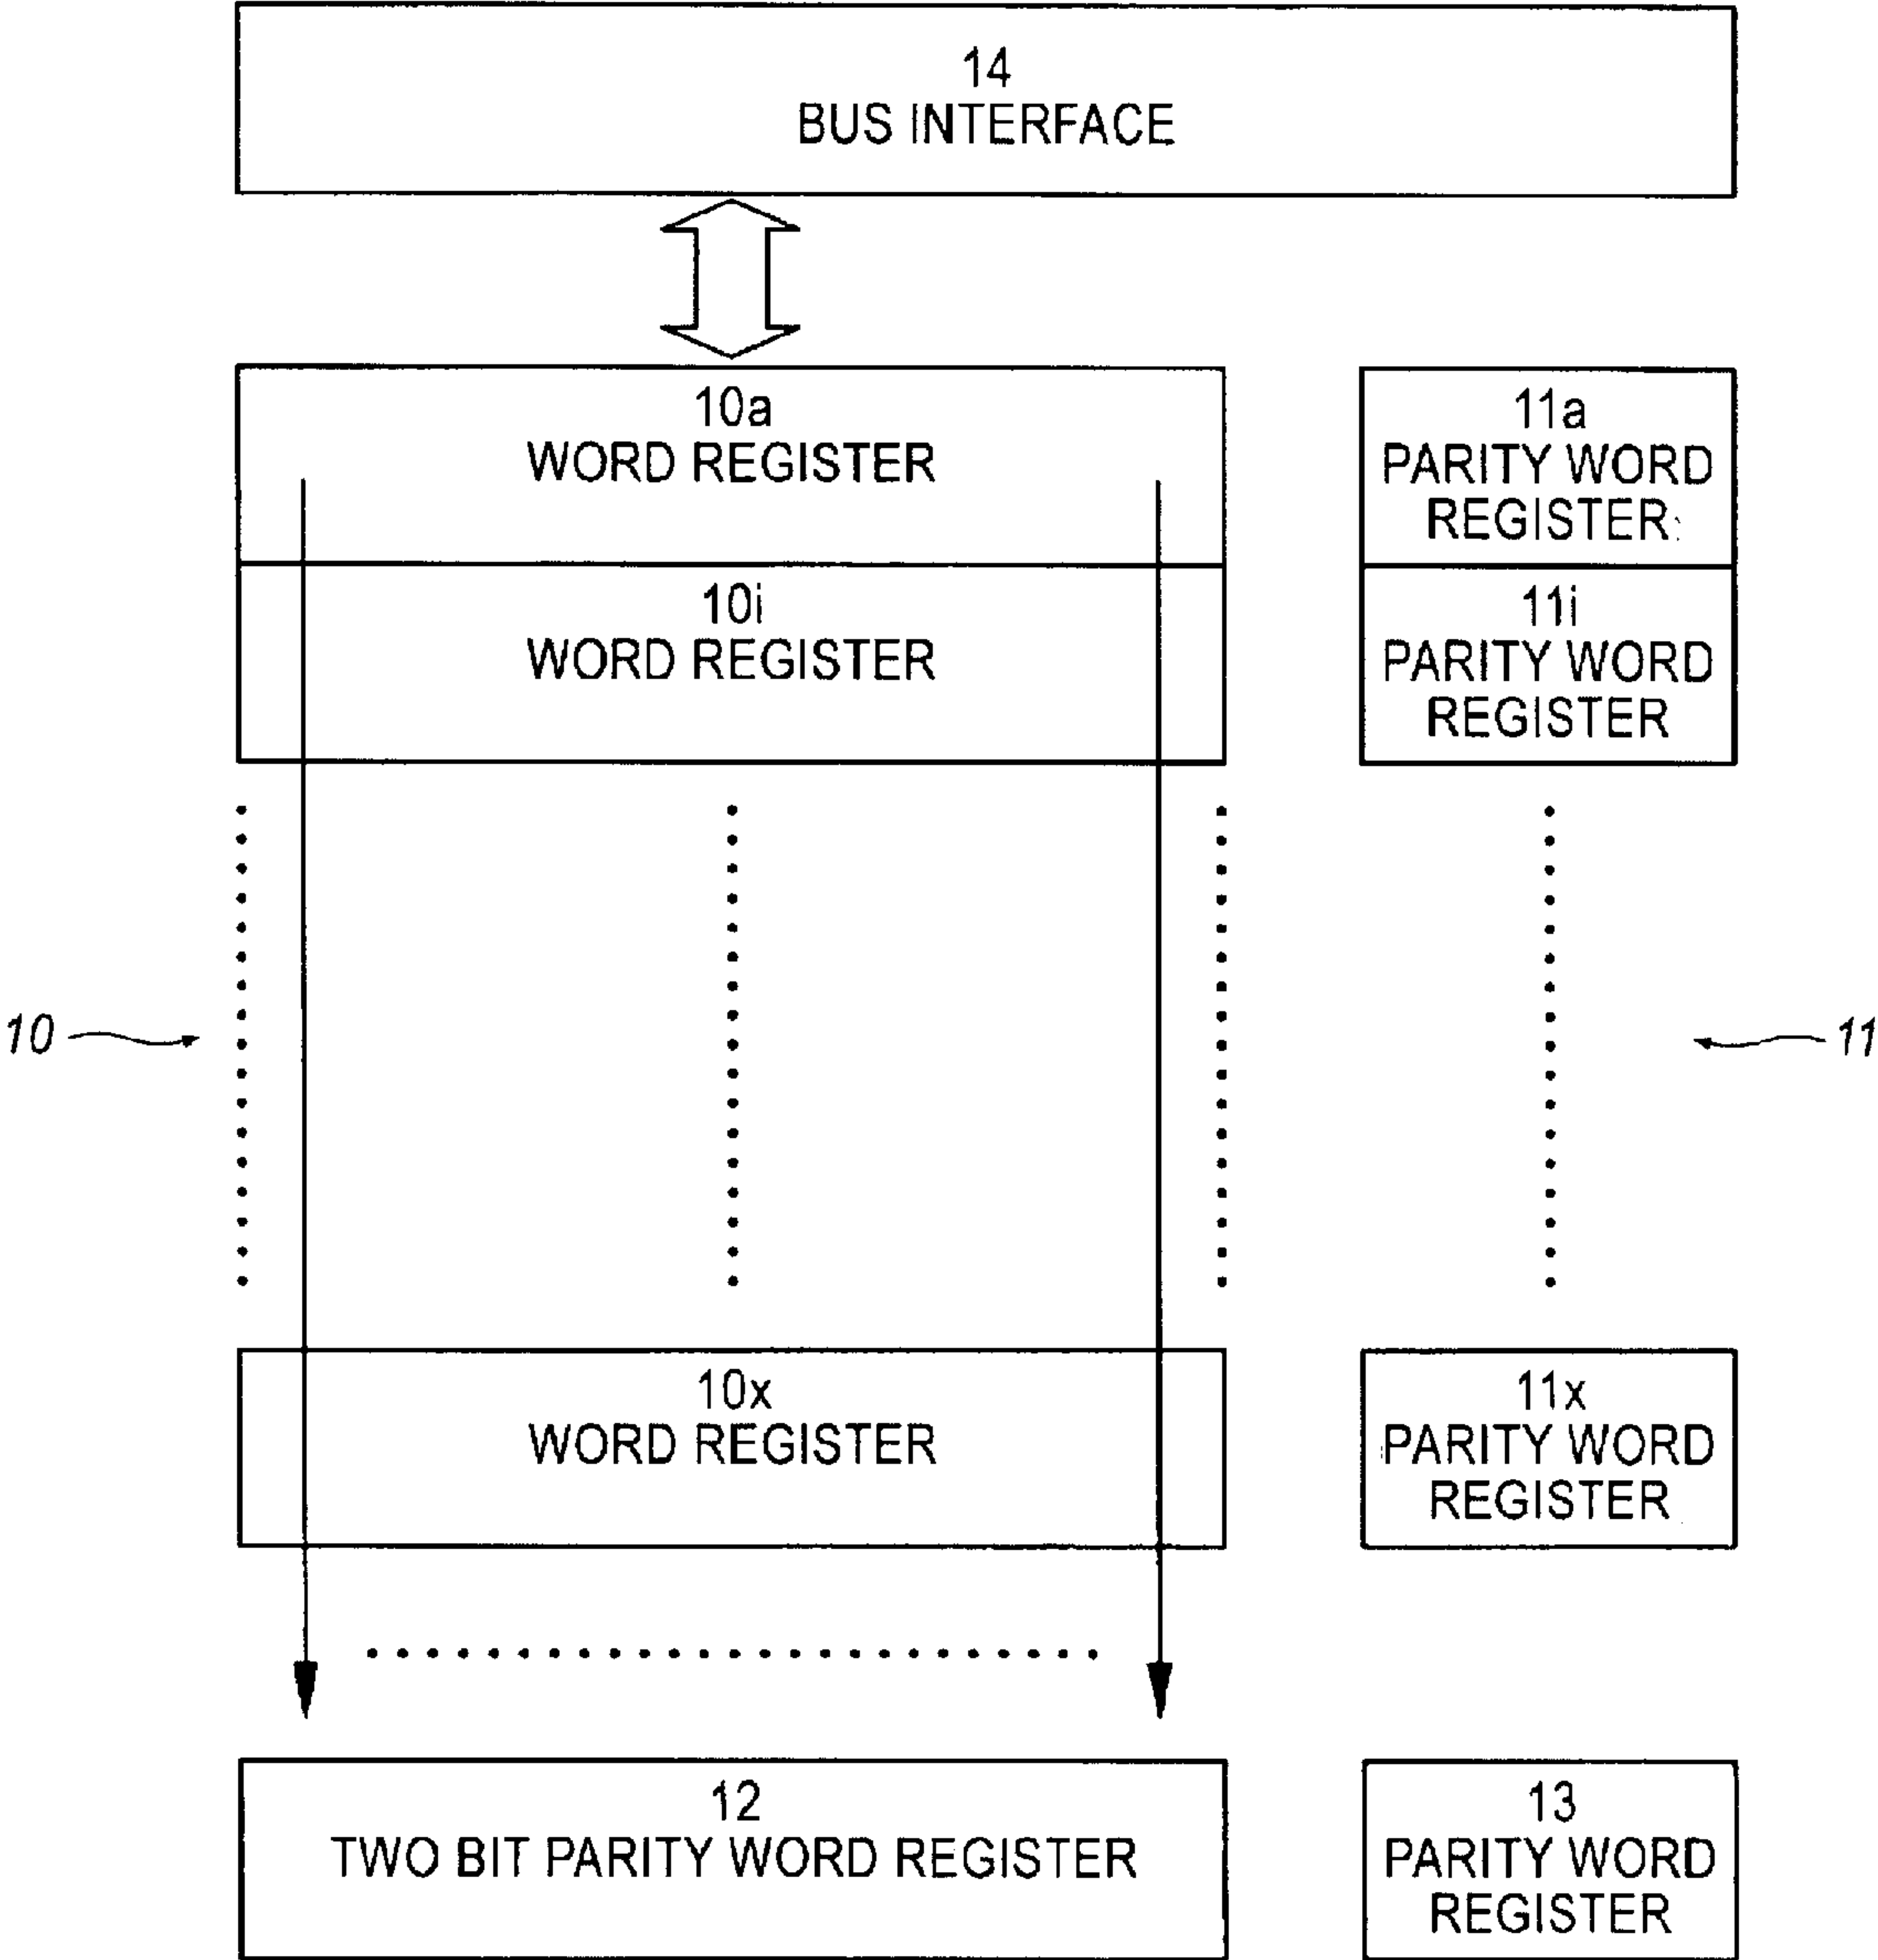 14
BUS INTERFACE
10a
WORD REGISTER
11a
PARITY WORD
REGISTER
10i
WORD REGISTER
11i
PARITY WORD
REGISTER
10
11
10x
WORD REGISTER
11x
PARITY WORD
REGISTER
12
TWO BIT PARITY WORD REGISTER
13
PARITY WORD
REGISTER